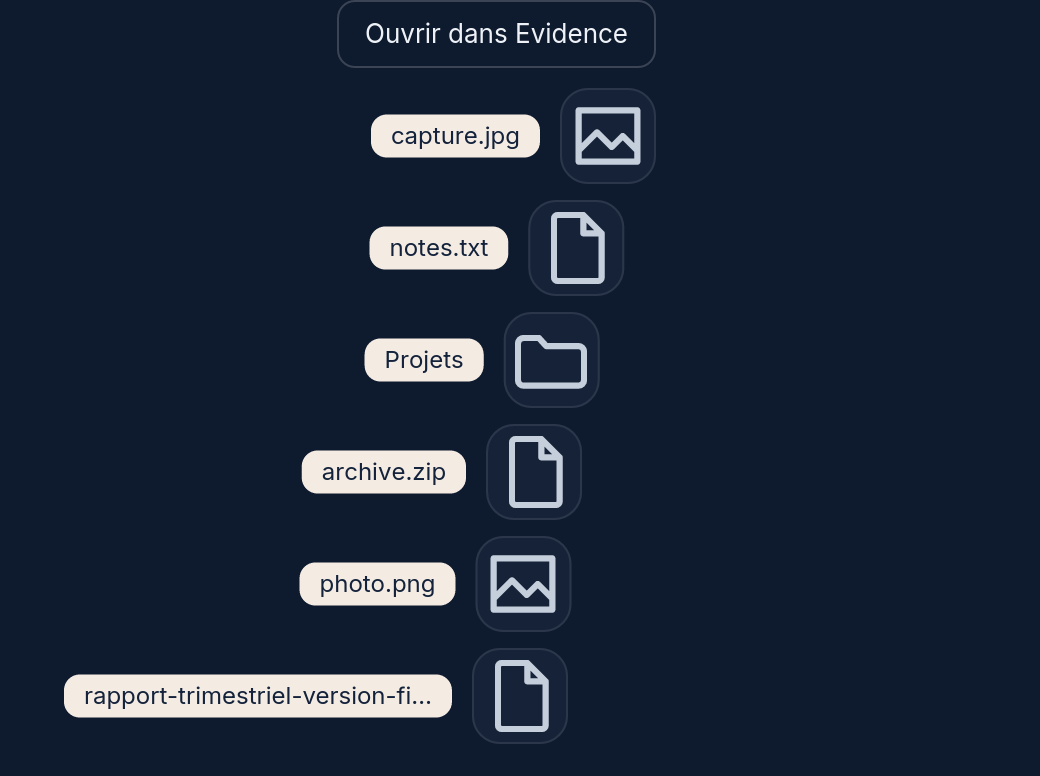 Ouvrir dans Evidence
capture.jpg
notes.txt
Projets
archive.zip
photo.png
rapport-trimestriel-version-fi...